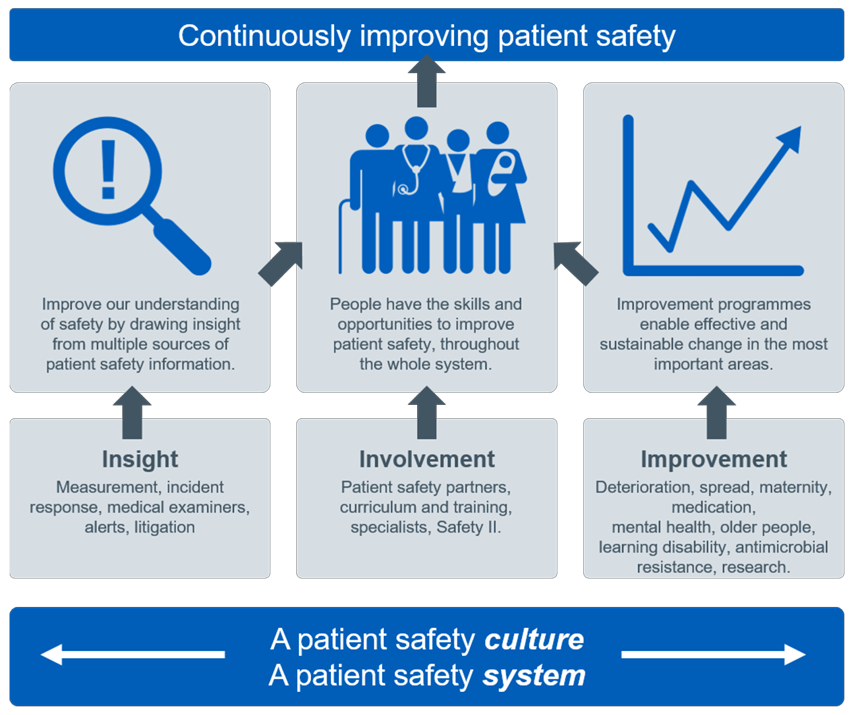 Continuously improving patient safety
!
Improve our understanding
of safety by drawing insight
from multiple sources of
patient safety information.
People have the skills and
opportunities to improve
patient safety, throughout
the whole system.
Improvement programmes
enable effective and
sustainable change in the most
important areas.
Insight
Measurement, incident
response, medical examiners,
alerts, litigation
Involvement
Patient safety partners,
curriculum and training,
specialists, Safety II.
Improvement
Deterioration, spread, maternity,
medication,
mental health, older people,
learning disability, antimicrobial
resistance, research.
A patient safety culture
A patient safety system